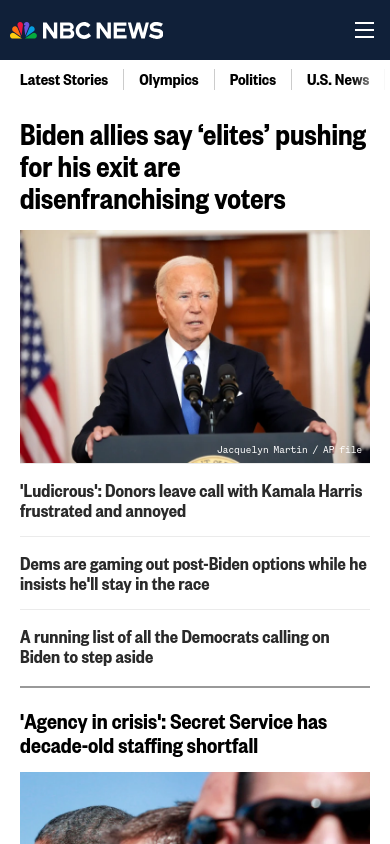 NBC NEWS
Latest Stories
Olympics
Politics
U.S. News
Biden allies say ‘elites’ pushing
for his exit are
disenfranchising voters
Jacquelyn Martin / AP file
'Ludicrous': Donors leave call with Kamala Harris
frustrated and annoyed
Dems are gaming out post-Biden options while he
insists he'll stay in the race
A running list of all the Democrats calling on
Biden to step aside
'Agency in crisis': Secret Service has
decade-old staffing shortfall